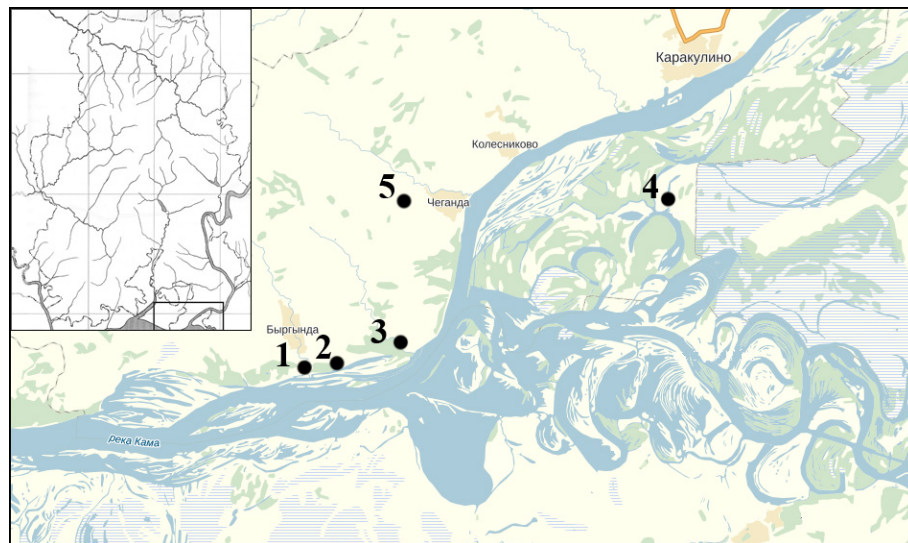 Каракулино
Колесниково
4
5
Чеганда
Быргында
3
2
1
река Кама